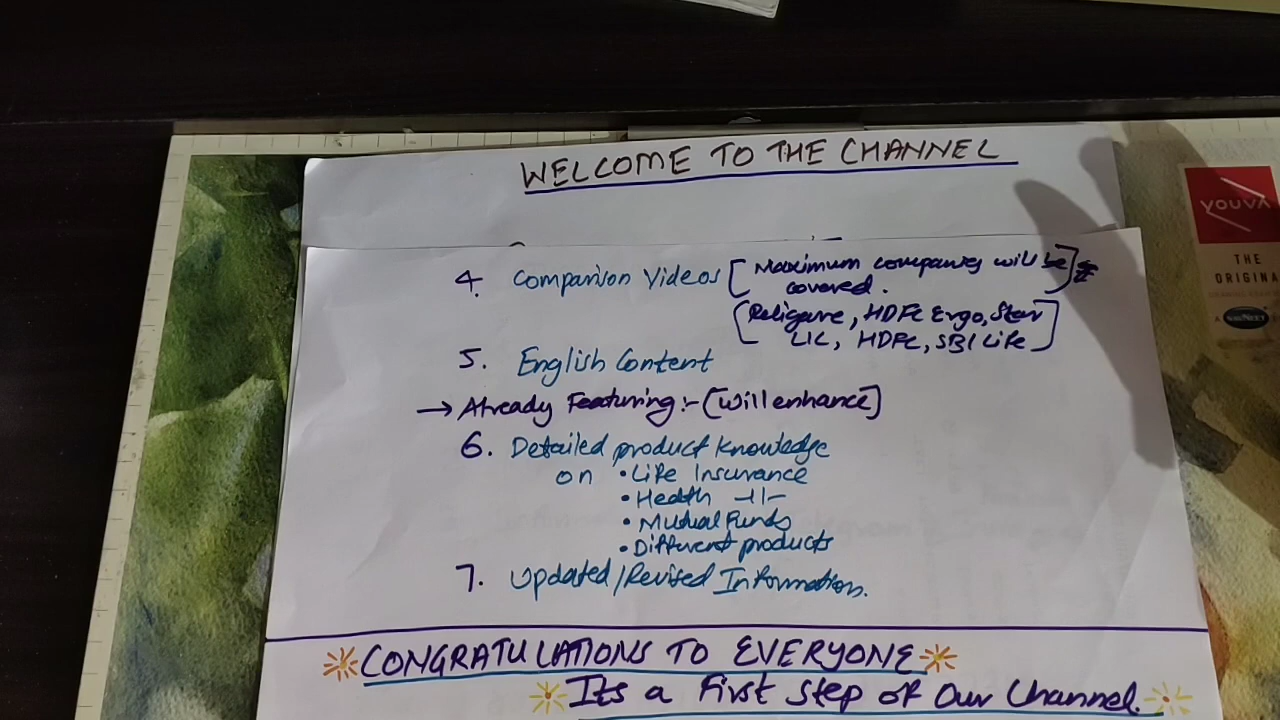 WELCOME TO THE CHANNEL
4. Comparison Videos [Maximum companies will be
covered.]
[Religare, HDFC Ergo, Star
LIC, HDFC, SBI Life]
5. English Content
→ Already Featuring:- [Will enhance]
6. Detailed product knowledge
on • Life Insurance
• Health -11-
• Mutual Funds
• Different products
7. Updated/Revised Information.
CONGRATULATIONS TO EVERYONE
Its a First Step of Our Channel.
YOUVA
THE
ORIGINA